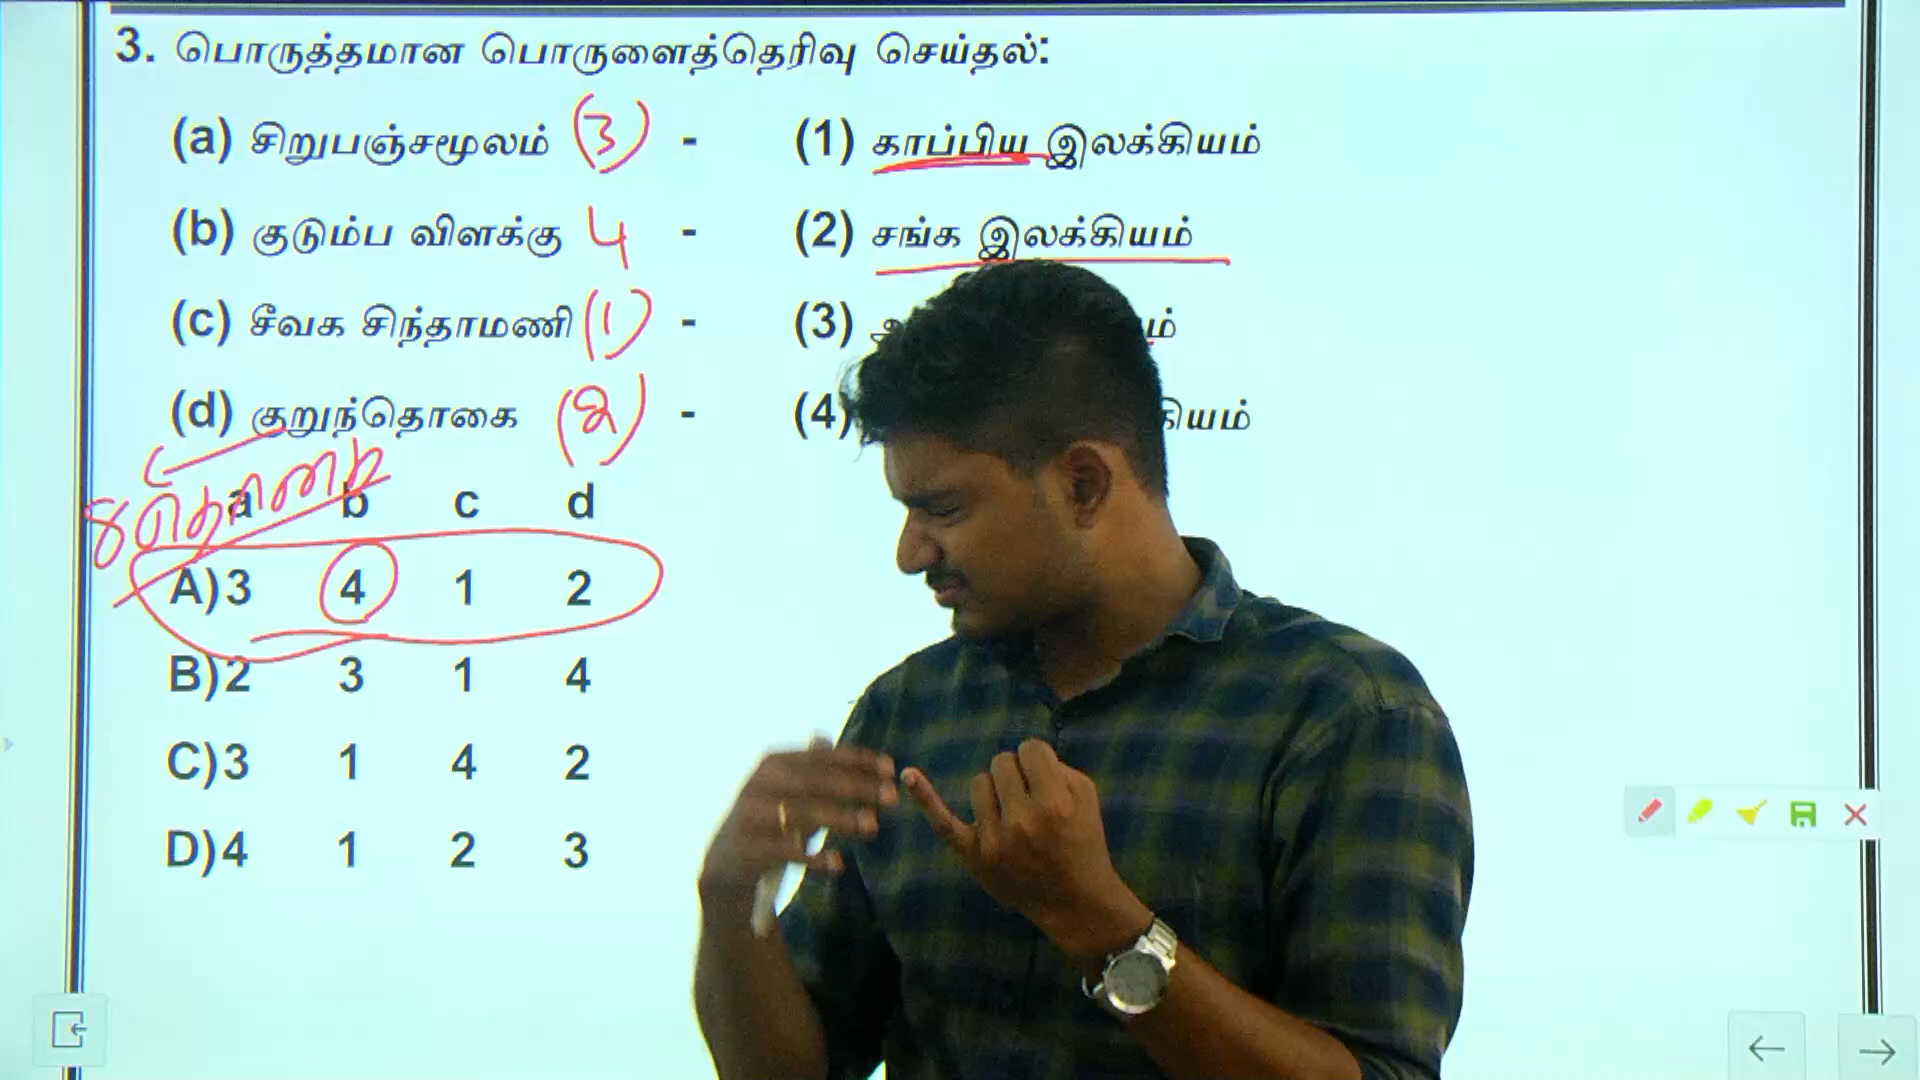 3. பொருத்தமான பொருளைத்தெரிவு செய்தல்:
(a) சிறுபஞ்சமூலம் (3) - (1) காப்பிய இலக்கியம்
(b) குடும்ப விளக்கு 4 - (2) சங்க இலக்கியம்
(c) சீவக சிந்தாமணி (1) - (3)
(d) குறுந்தொகை (2) - (4)
எட்டுத்தொகை
a b c d
A) 3 4 1 2
B) 2 3 1 4
C) 3 1 4 2
D) 4 1 2 3